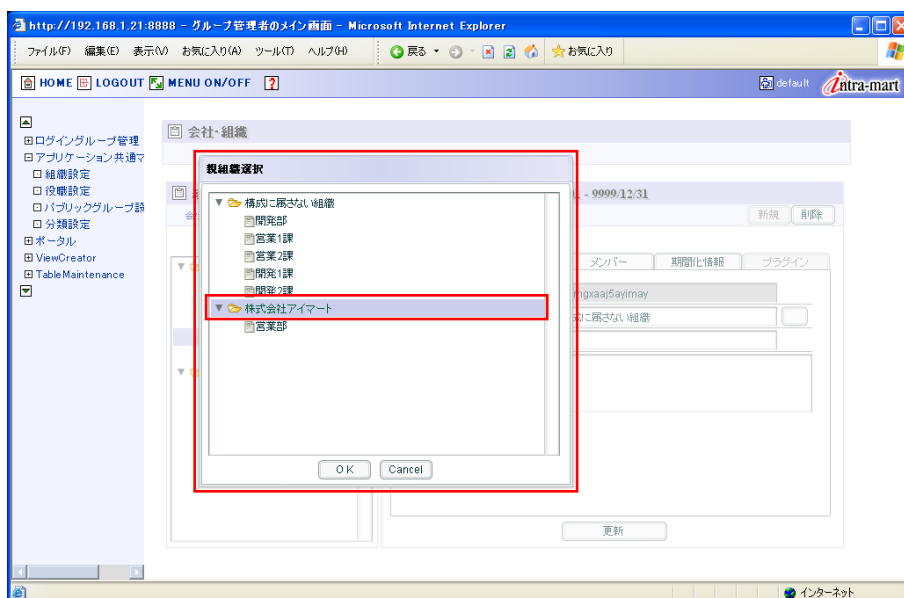 http://192.168.1.21:8888 - グループ管理者のメイン画面 - Microsoft Internet Explorer
ファイル(F) 編集(E) 表示(V) お気に入り(A) ツール(T) ヘルプ(H) 戻る お気に入り
HOME LOGOUT MENU ON/OFF ? default intra-mart
ログイングループ管理
アプリケーション共通マ
組織設定
役職設定
パブリックグループ設
分類設定
ポータル
ViewCreator
TableMaintenance
会社・組織
- 9999/12/31
新規 削除
メンバー 期間化情報 プラグイン
mgxaaj5ayimay
に属さない組織
更新
親組織選択
構成に属さない組織
開発部
営業1課
営業2課
開発1課
開発2課
株式会社アイマート
営業部
OK Cancel
インターネット